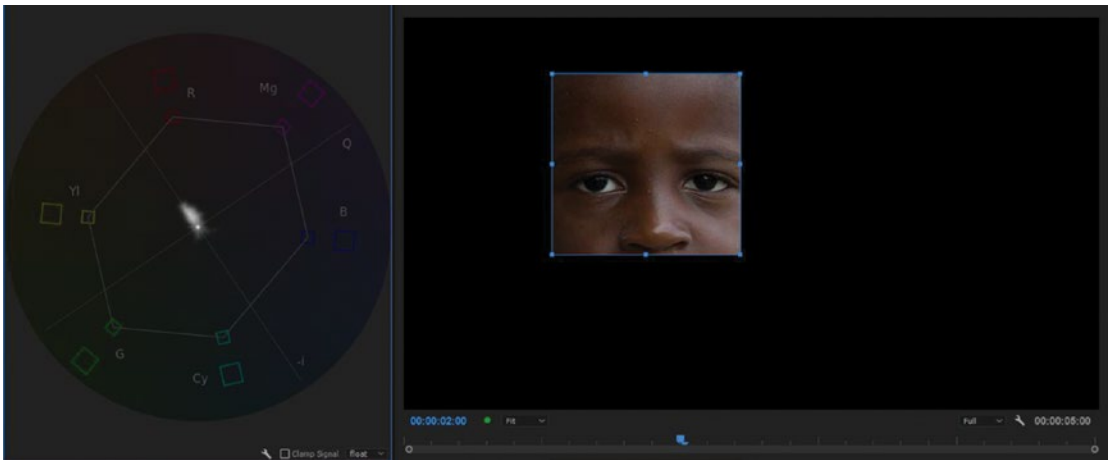 R
Mg
Q
Yl
B
G
-i
Cy
00:00:02:00
Fit
Full
00:00:05:00
Clamp Signal
float